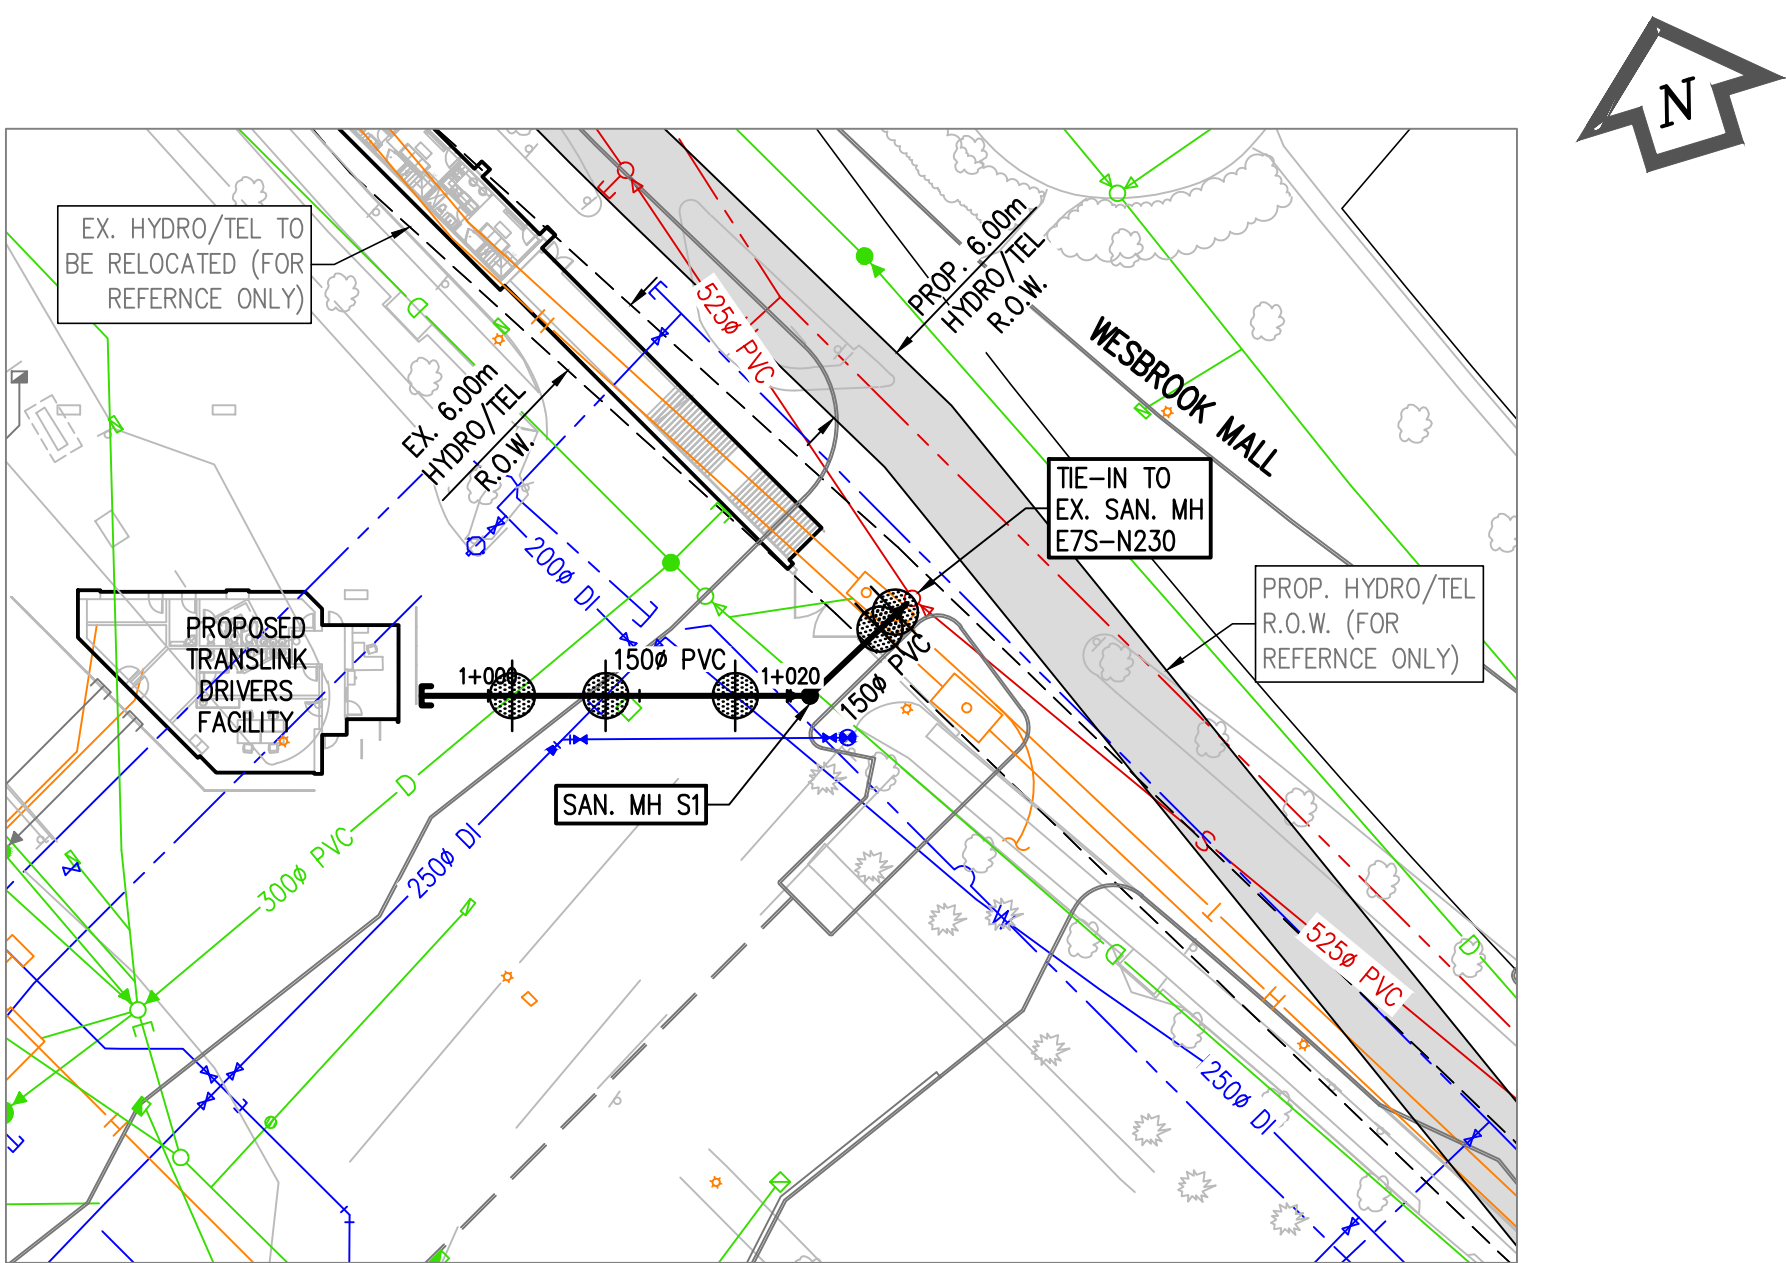 N
EX. HYDRO/TEL TO
BE RELOCATED (FOR
REFERNCE ONLY)
PROP. 6.00m
HYDRO/TEL
R.O.W.
525ø PVC
WESBROOK MALL
EX. 6.00m
HYDRO/TEL
R.O.W.
H
D
TIE-IN TO
EX. SAN. MH
E7S-N230
200ø DI
PROP. HYDRO/TEL
R.O.W. (FOR
REFERNCE ONLY)
PROPOSED
TRANSLINK
DRIVERS
FACILITY
1+000
150ø PVC
1+020
150ø PVC
SAN. MH S1
D
300ø PVC
250ø DI
S
T
W
D
H
525ø PVC
D
250ø DI
H